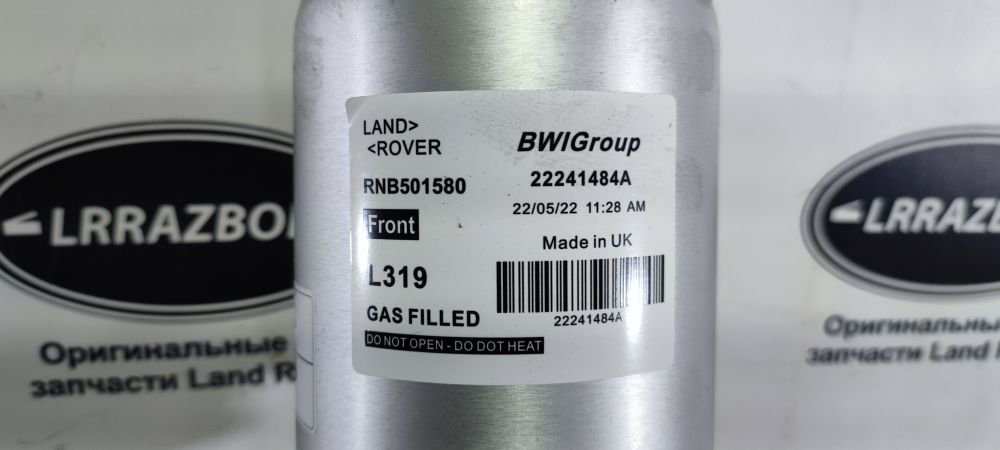 LAND>
<ROVER
BWIGroup
RNB501580
22241484A
22/05/22 11:28 AM
Front
Made in UK
L319
GAS FILLED
22241484A
DO NOT OPEN - DO DOT HEAT
LRRAZBO
Оригинальные
запчасти Land R
LRRAZB
Оригинальны
запчасти Land